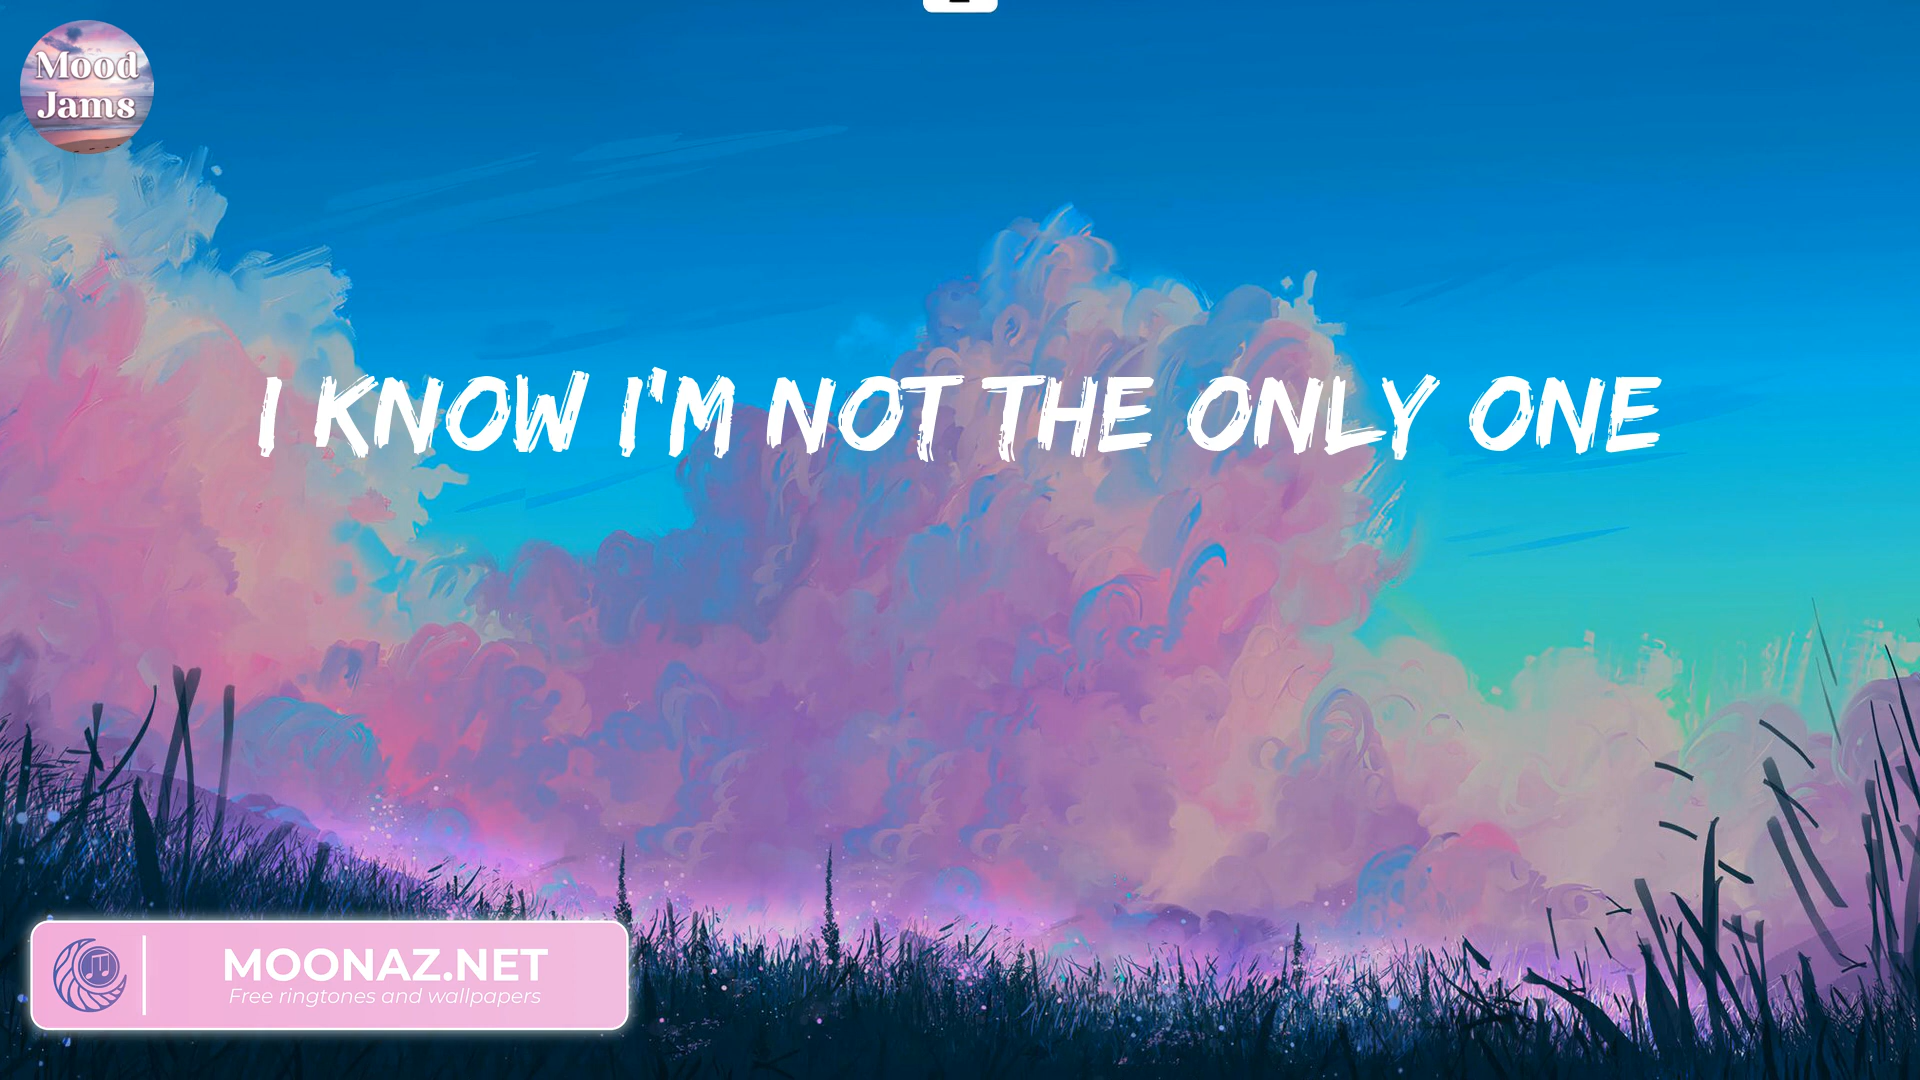 Mood
Jams
I KNOW I'M NOT THE ONLY ONE
MOONAZ.NET
Free ringtones and wallpapers